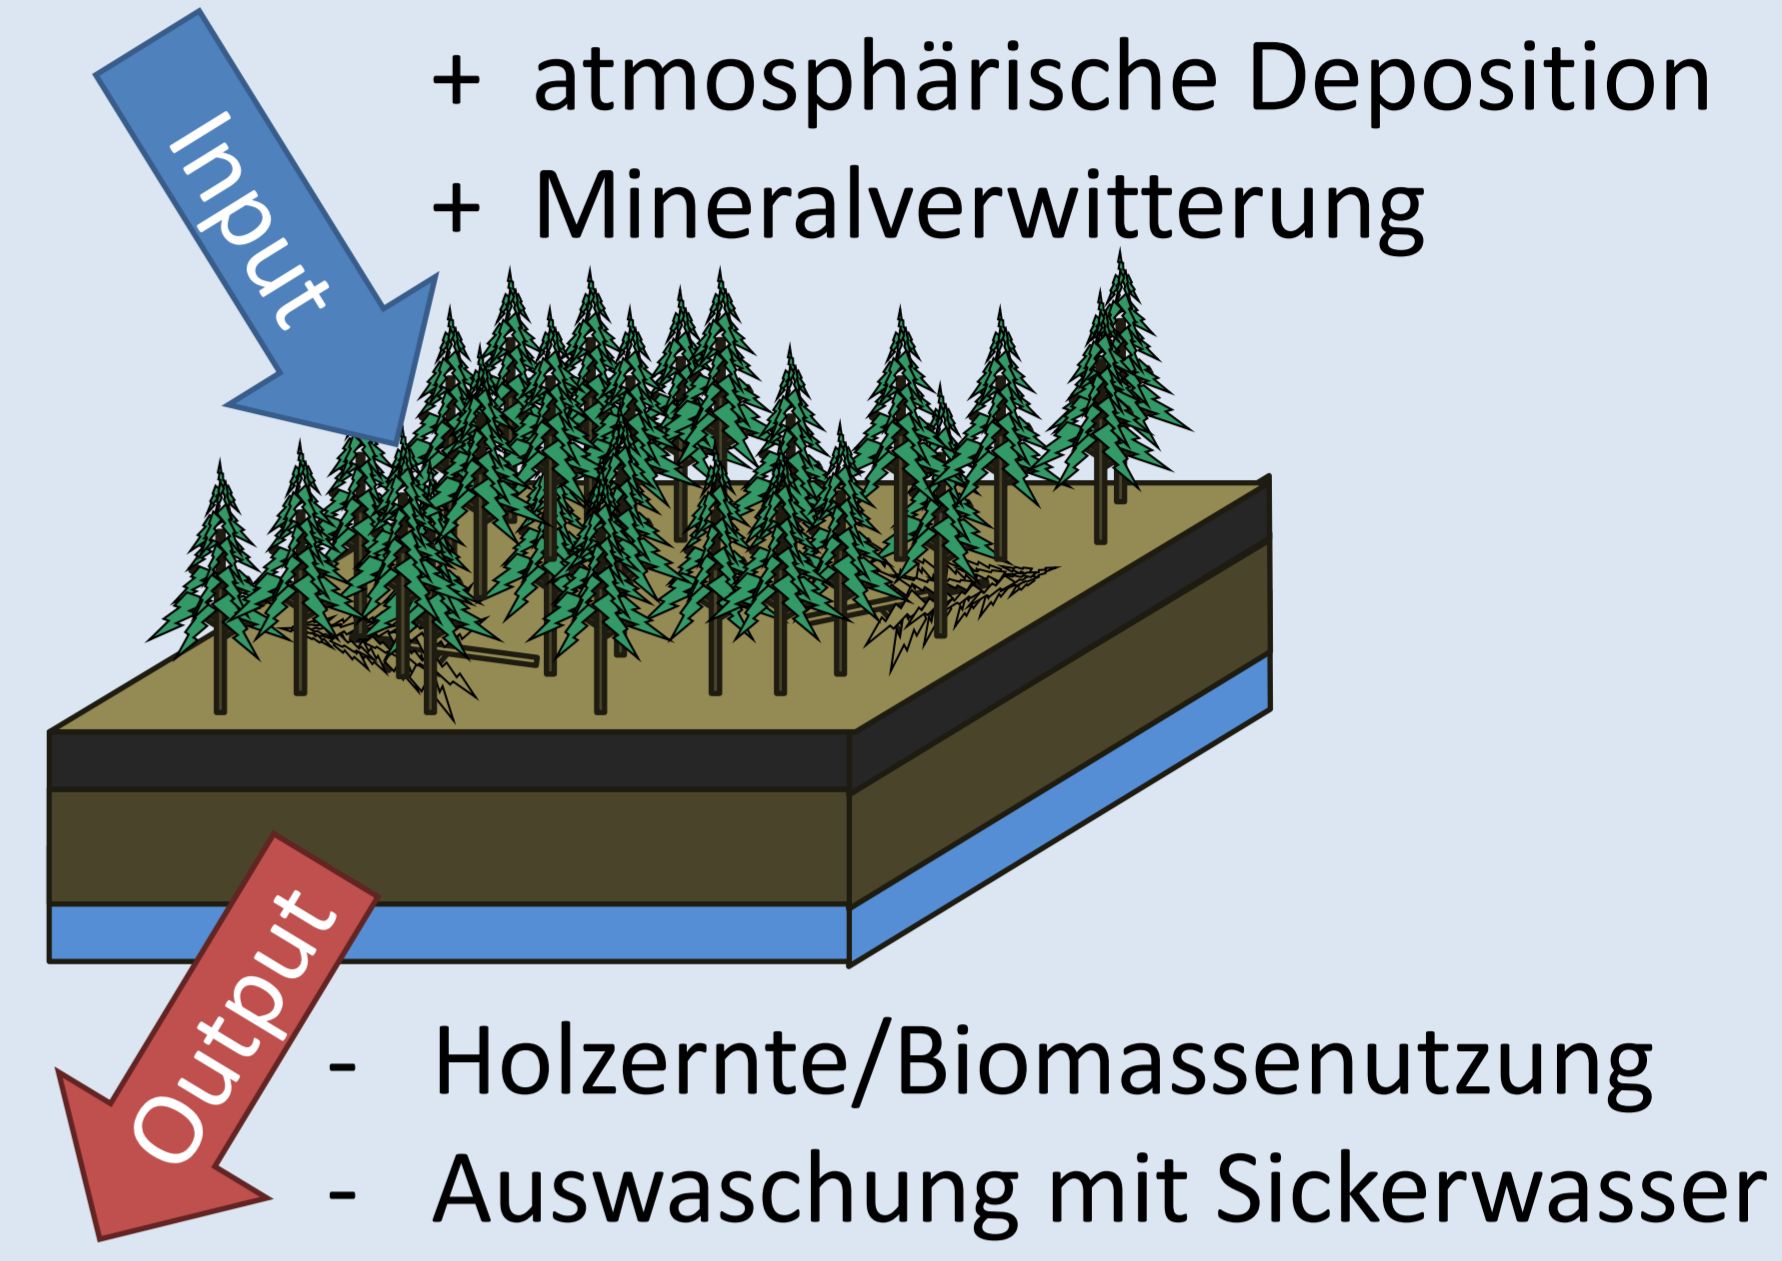 Input
+ atmosphärische Deposition
+ Mineralverwitterung
Output
- Holzernte/Biomassenutzung
- Auswaschung mit Sickerwasser